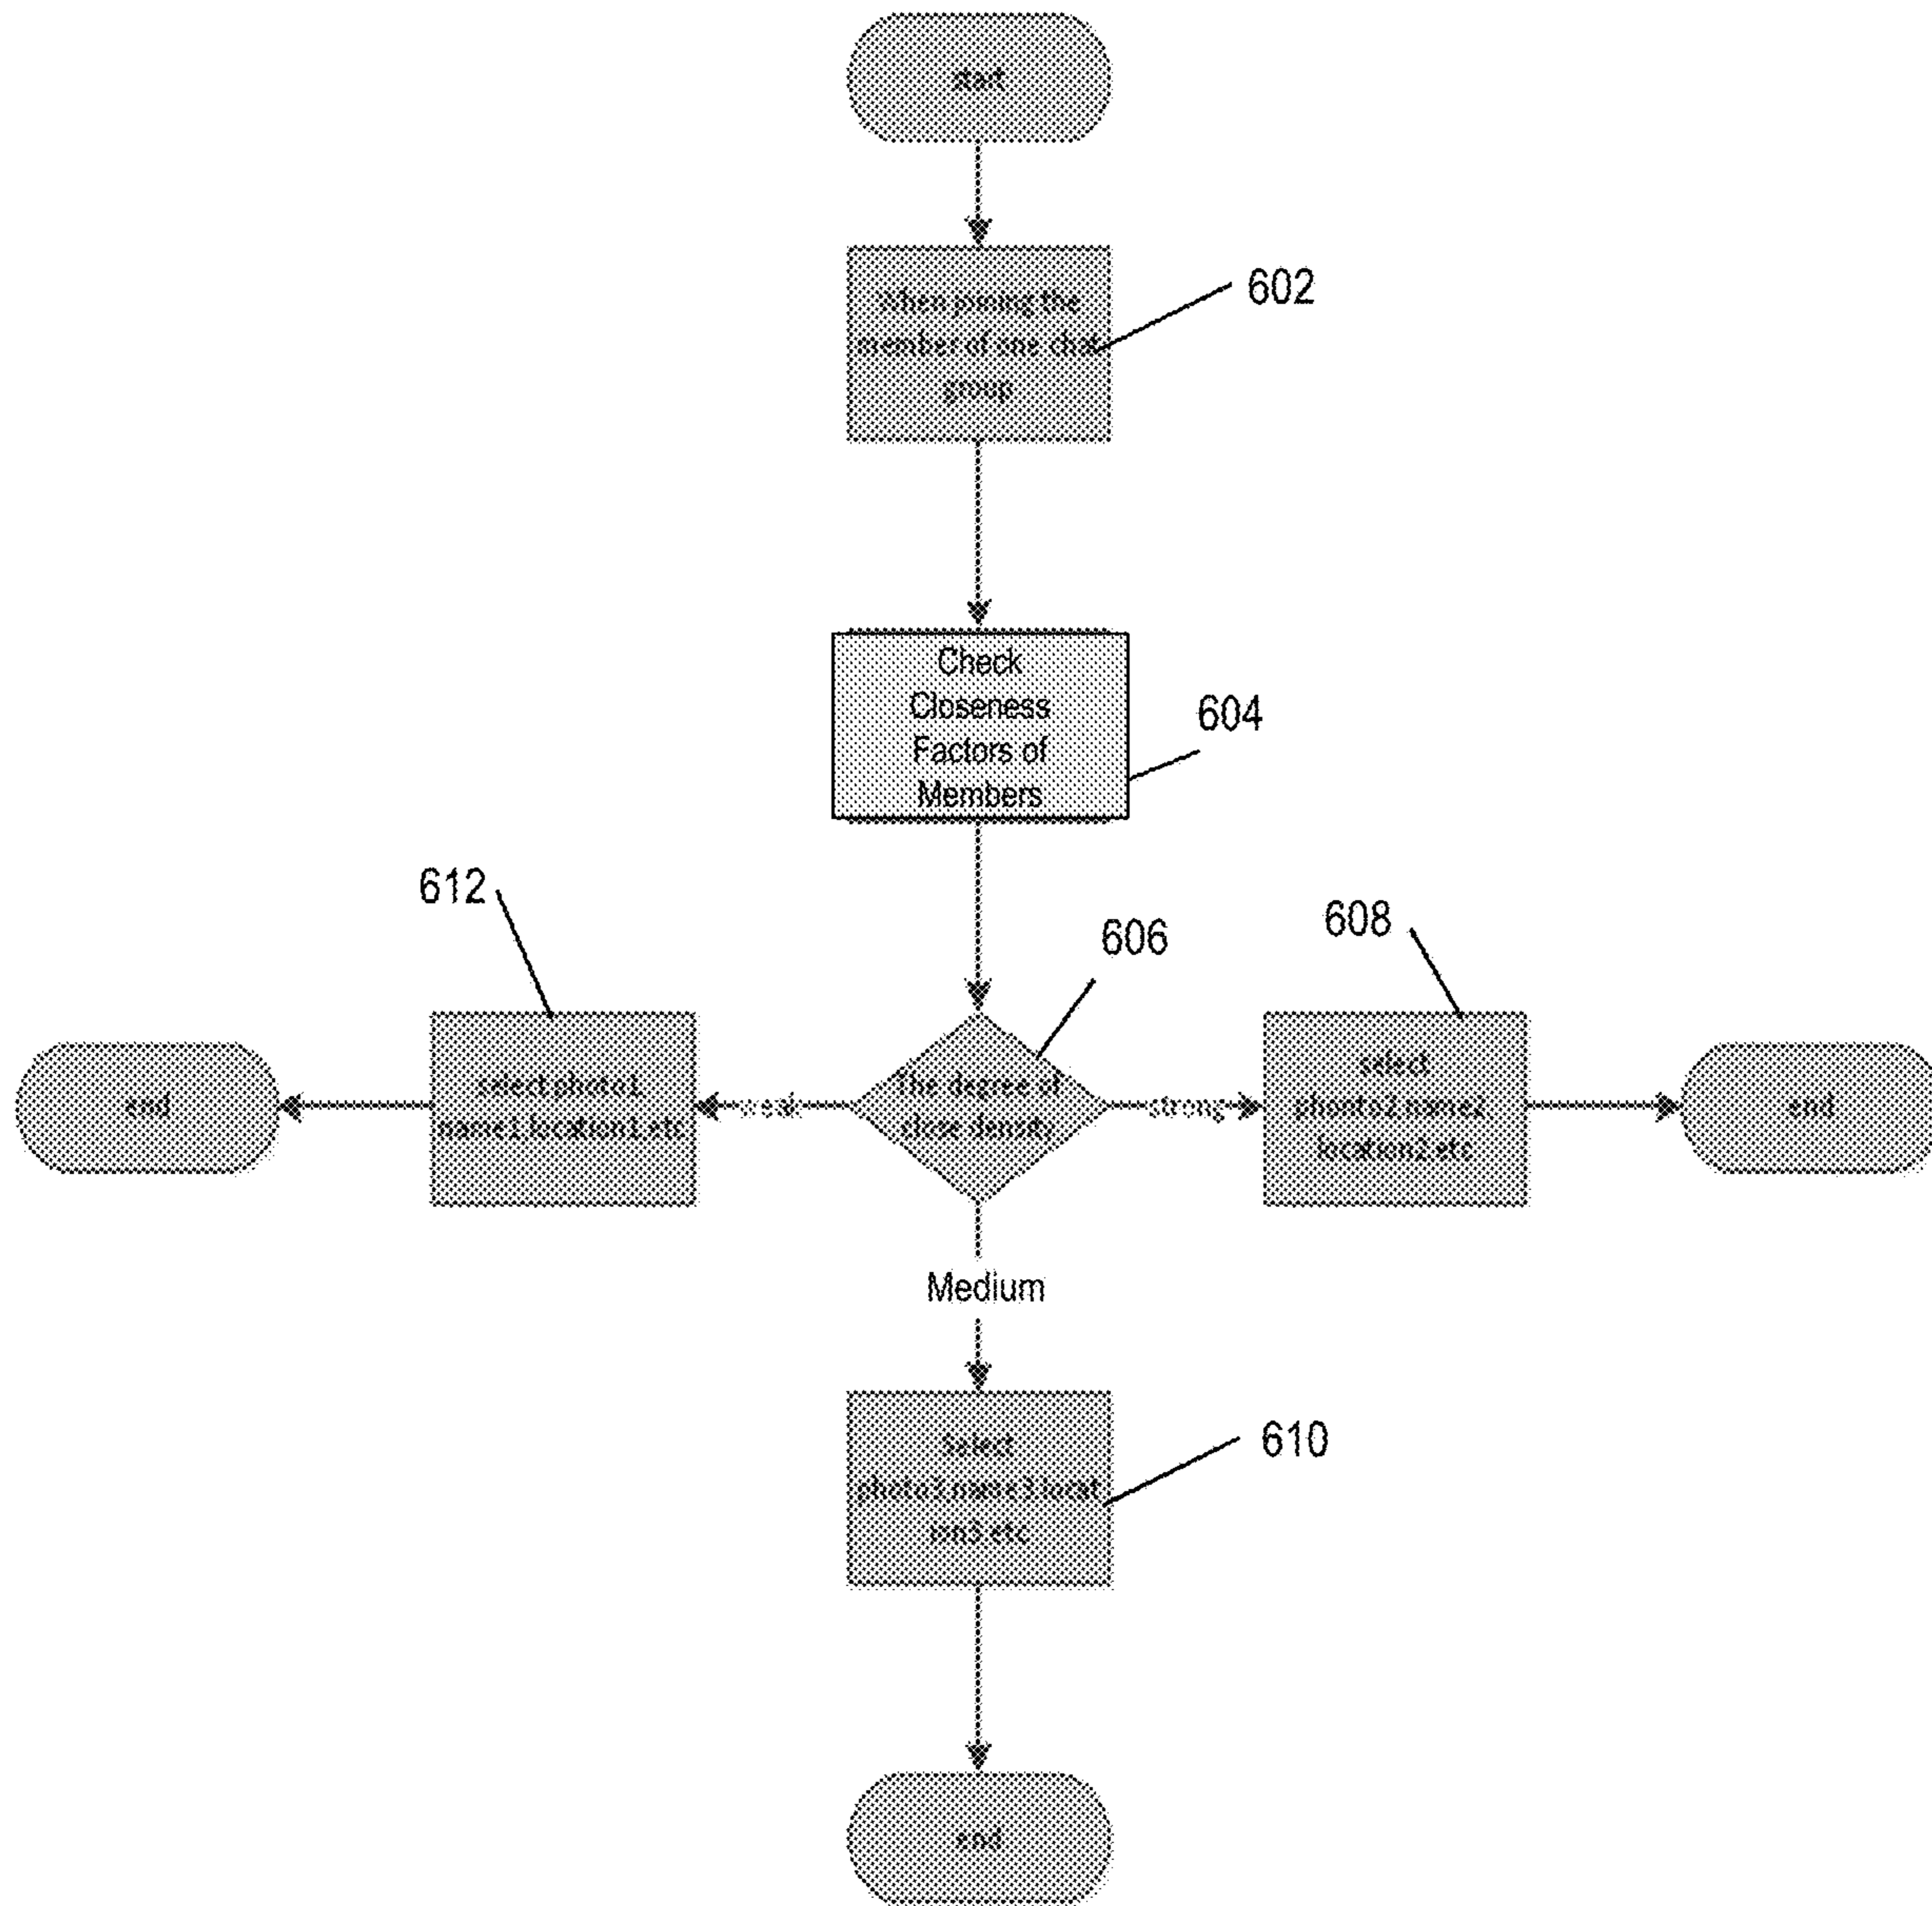 start
When joining the
602
member of one chat
group
Check
Closeness
604
Factors of
Members
612
608
606
end
select photo1
name1.location1.etc
weak
The degree of
close density
strong
select
phonto2.name2
location2.etc
end
Medium
Select
610
name3.locat
ion3.etc
end